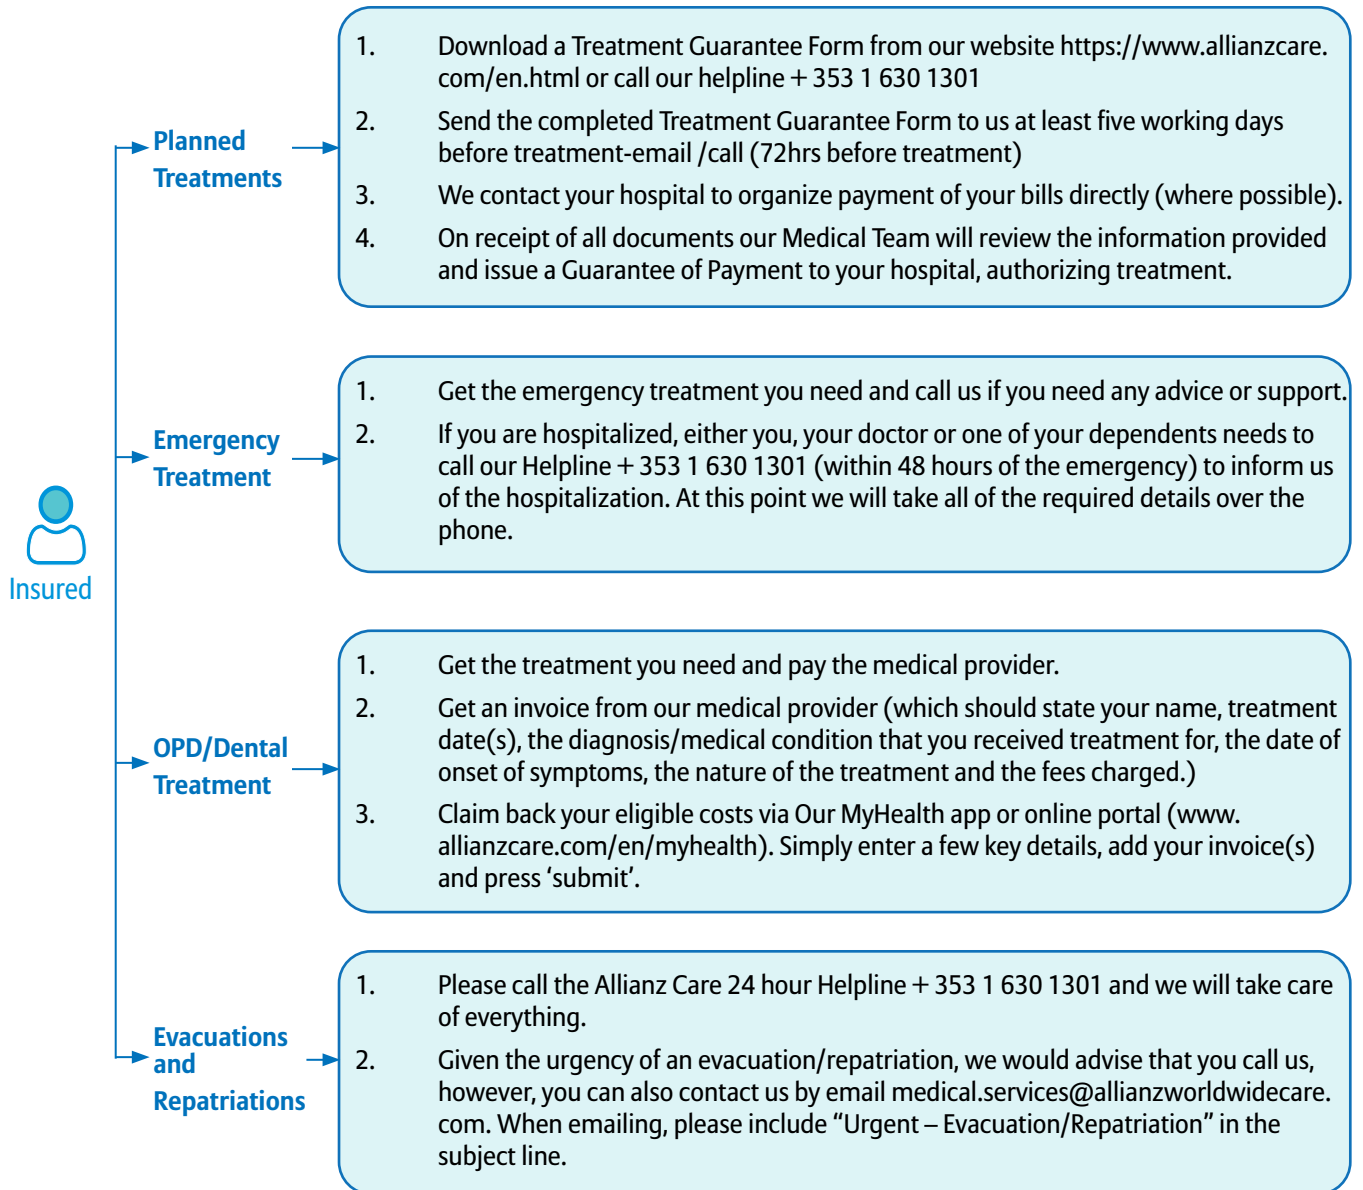 Insured
Planned
Treatments
1. Download a Treatment Guarantee Form from our website https://www.allianzcare.
com/en.html or call our helpline + 353 1 630 1301
2. Send the completed Treatment Guarantee Form to us at least five working days
before treatment-email /call (72hrs before treatment)
3. We contact your hospital to organize payment of your bills directly (where possible).
4. On receipt of all documents our Medical Team will review the information provided
and issue a Guarantee of Payment to your hospital, authorizing treatment.
Emergency
Treatment
1. Get the emergency treatment you need and call us if you need any advice or support.
2. If you are hospitalized, either you, your doctor or one of your dependents needs to
call our Helpline + 353 1 630 1301 (within 48 hours of the emergency) to inform us
of the hospitalization. At this point we will take all of the required details over the
phone.
OPD/Dental
Treatment
1. Get the treatment you need and pay the medical provider.
2. Get an invoice from our medical provider (which should state your name, treatment
date(s), the diagnosis/medical condition that you received treatment for, the date of
onset of symptoms, the nature of the treatment and the fees charged.)
3. Claim back your eligible costs via Our MyHealth app or online portal (www.
allianzcare.com/en/myhealth). Simply enter a few key details, add your invoice(s)
and press ‘submit’.
Evacuations
and
Repatriations
1. Please call the Allianz Care 24 hour Helpline + 353 1 630 1301 and we will take care
of everything.
2. Given the urgency of an evacuation/repatriation, we would advise that you call us,
however, you can also contact us by email medical.services@allianzworldwidecare.
com. When emailing, please include “Urgent – Evacuation/Repatriation” in the
subject line.